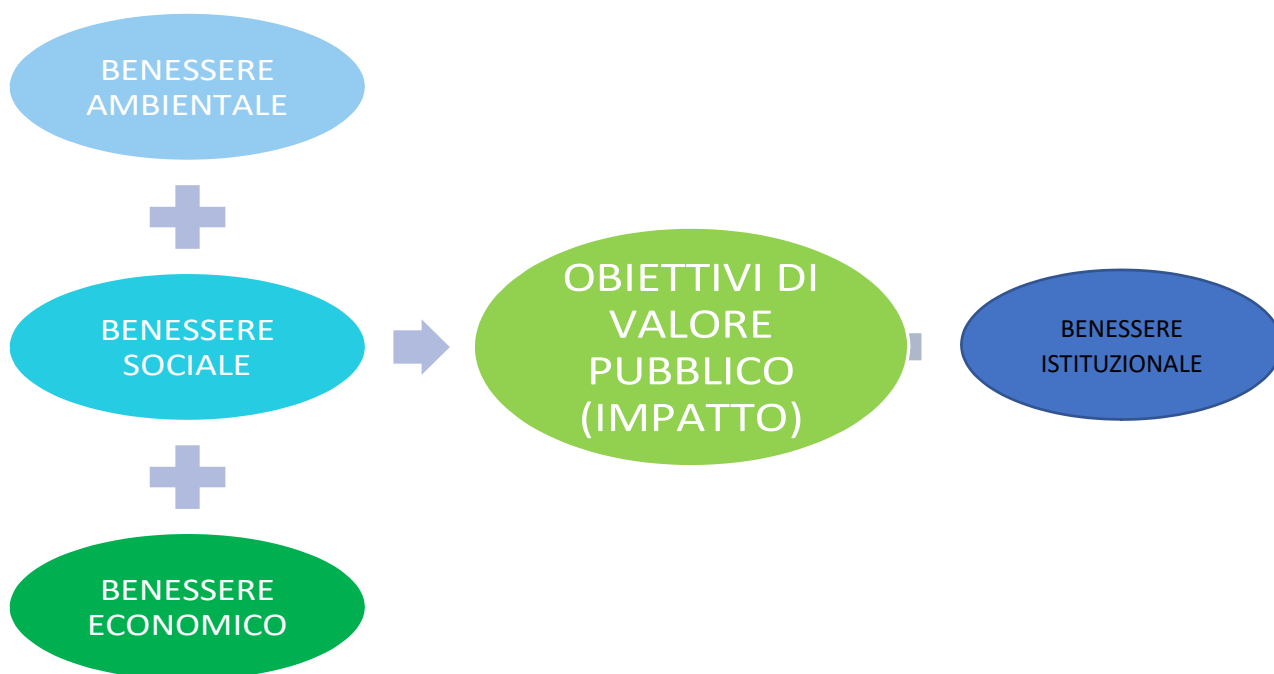 BENESSERE
AMBIENTALE
BENESSERE
SOCIALE
BENESSERE
ECONOMICO
OBIETTIVI DI
VALORE
PUBBLICO
(IMPATTO)
BENESSERE
ISTITUZIONALE